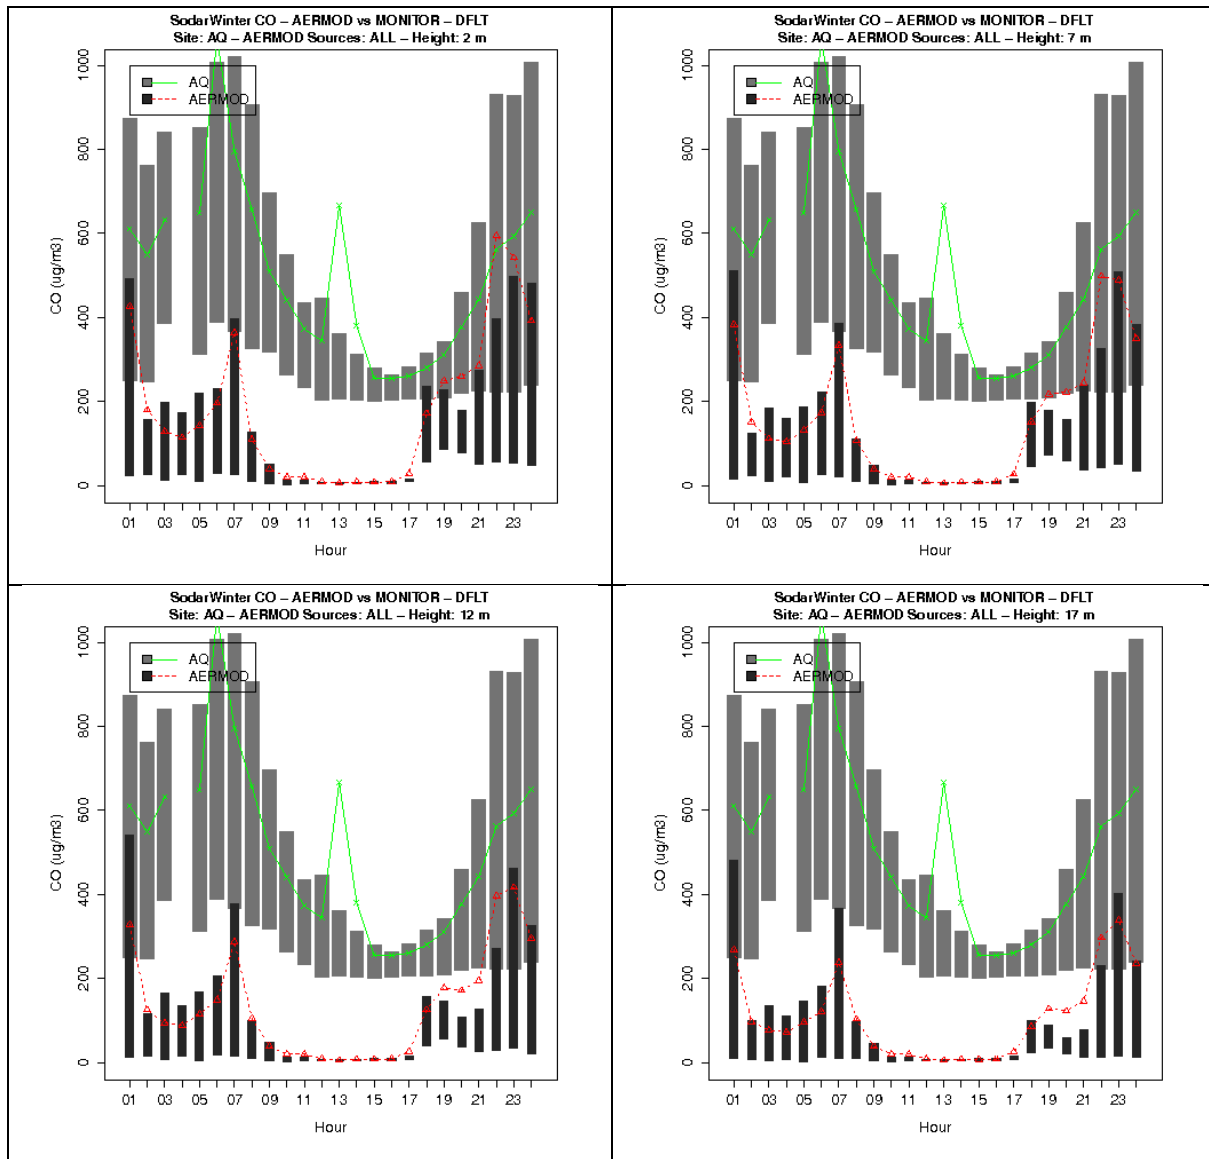 SodarWinter CO – AERMOD vs MONITOR – DFLT
Site: AQ – AERMOD Sources: ALL – Height: 2 m
1000
800
600
400
200
0
CO (ug/m3)
AQ
AERMOD
01 03 05 07 09 11 13 15 17 19 21 23
Hour
SodarWinter CO – AERMOD vs MONITOR – DFLT
Site: AQ – AERMOD Sources: ALL – Height: 7 m
1000
800
600
400
200
0
CO (ug/m3)
AQ
AERMOD
01 03 05 07 09 11 13 15 17 19 21 23
Hour
SodarWinter CO – AERMOD vs MONITOR – DFLT
Site: AQ – AERMOD Sources: ALL – Height: 12 m
1000
800
600
400
200
0
CO (ug/m3)
AQ
AERMOD
01 03 05 07 09 11 13 15 17 19 21 23
Hour
SodarWinter CO – AERMOD vs MONITOR – DFLT
Site: AQ – AERMOD Sources: ALL – Height: 17 m
1000
800
600
400
200
0
CO (ug/m3)
AQ
AERMOD
01 03 05 07 09 11 13 15 17 19 21 23
Hour